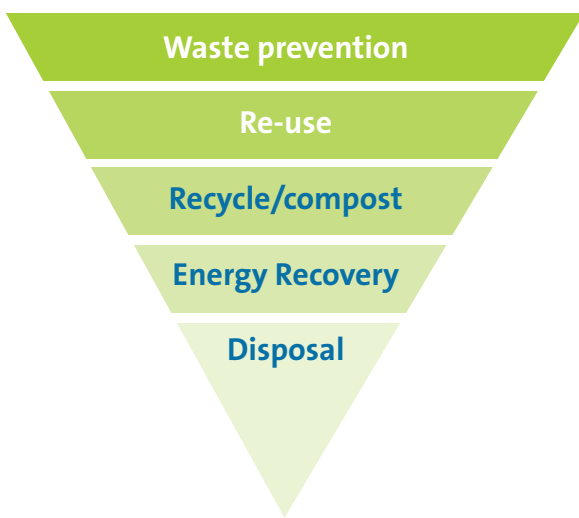 Waste prevention
Re-use
Recycle/compost
Energy Recovery
Disposal